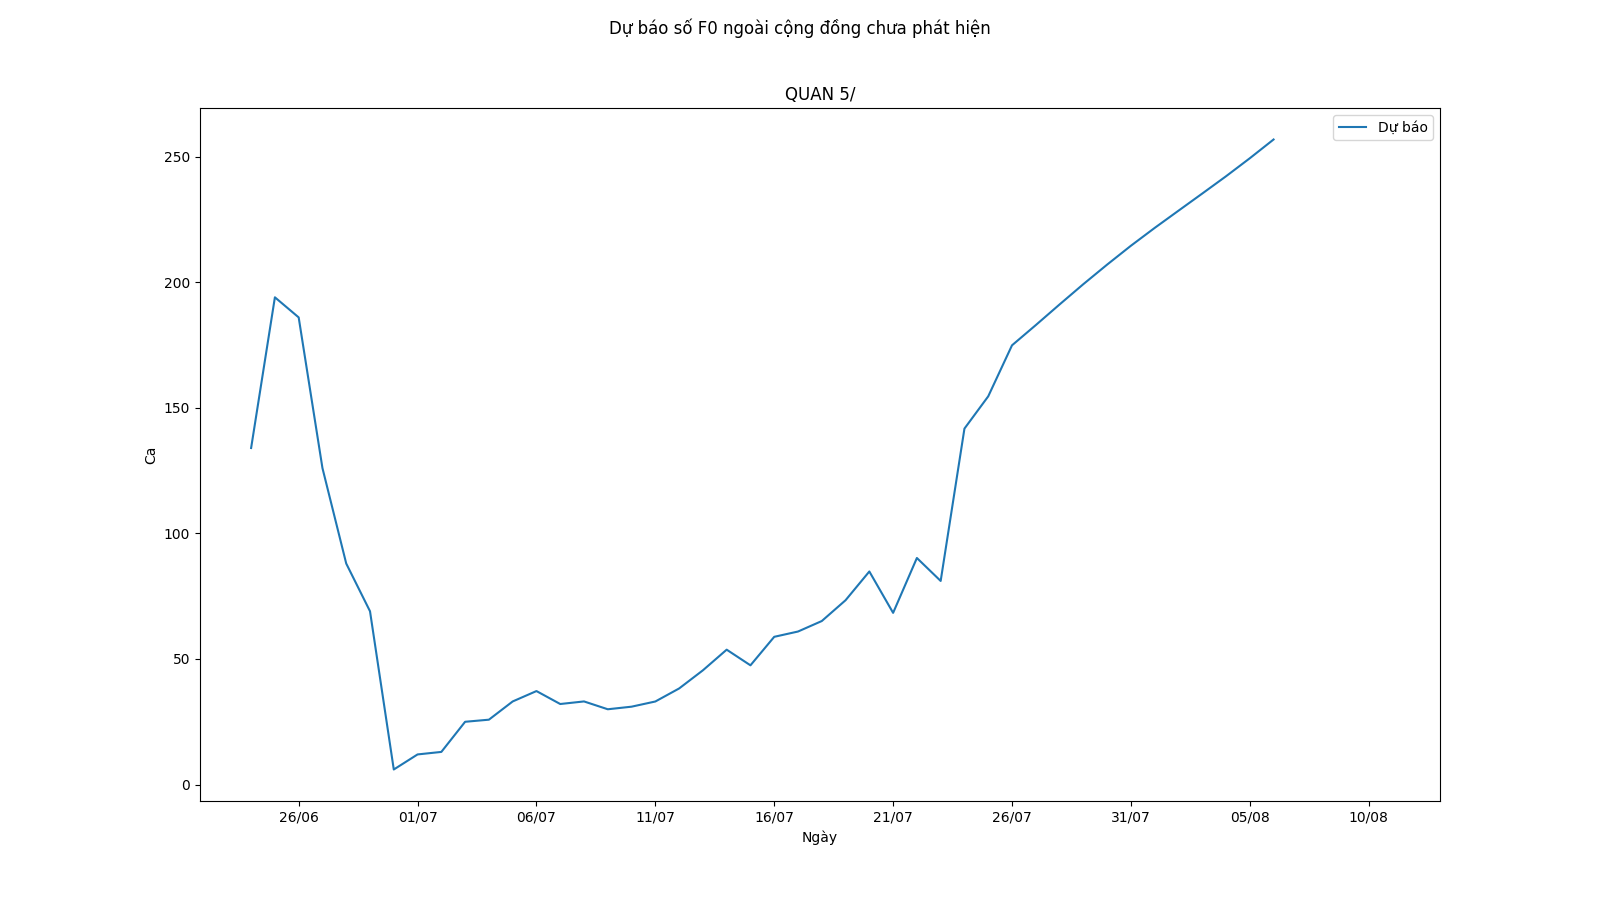 Dự báo số F0 ngoài cộng đồng chưa phát hiện
QUAN 5/
Dự báo
250
200
150
100
50
0
Ca
26/06 01/07 06/07 11/07 16/07 21/07 26/07 31/07 05/08 10/08
Ngày